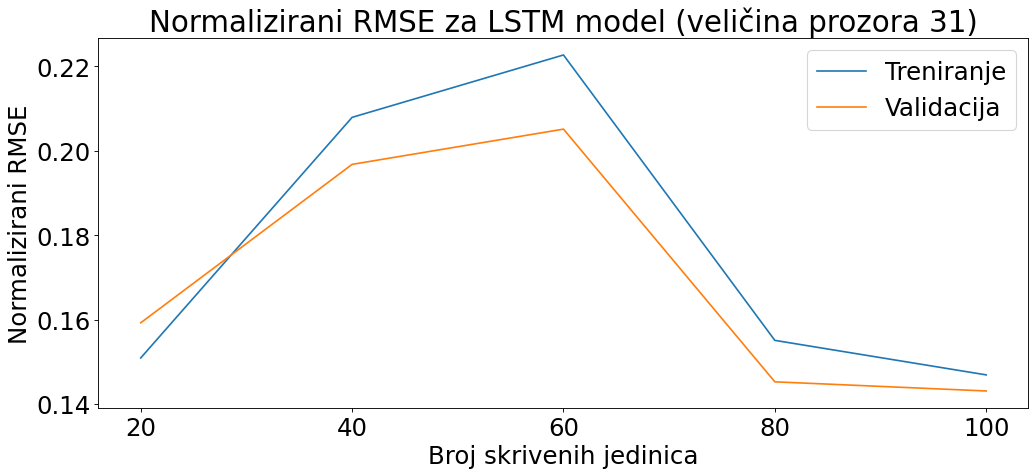 Normalizirani RMSE za LSTM model (veličina prozora 31)
Normalizirani RMSE
0.22
0.20
0.18
0.16
0.14
Treniranje
Validacija
20 40 60 80 100
Broj skrivenih jedinica